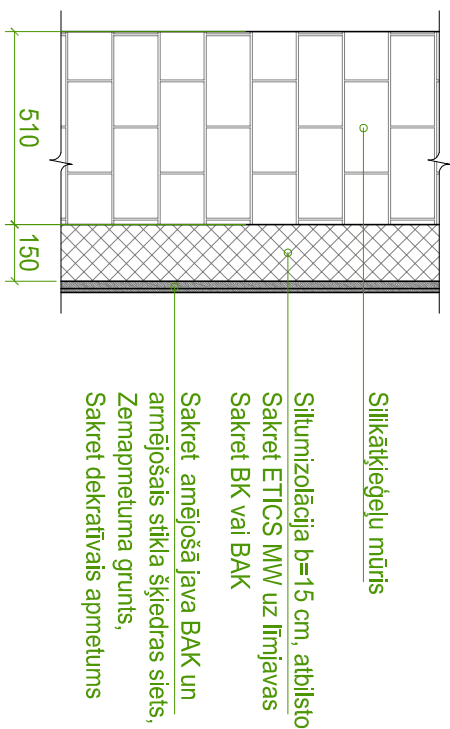 Silikātķieģeļu mūris
Siltumizolācija b=15 cm, atbilsto
Sakret ETICS MW uz līmjavas
Sakret BK vai BAK
Sakret amējošā java BAK un
armējošais stikla šķiedras siets,
Zemapmetuma grunts,
Sakret dekratīvais apmetums
510
150